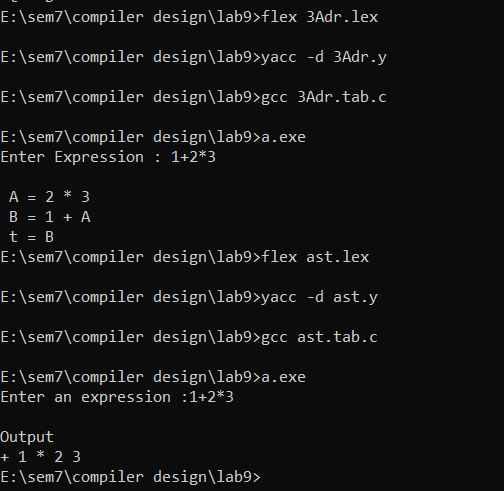 E:\sem7\compiler design\lab9>flex 3Adr.lex
E:\sem7\compiler design\lab9>yacc -d 3Adr.y
E:\sem7\compiler design\lab9>gcc 3Adr.tab.c
E:\sem7\compiler design\lab9>a.exe
Enter Expression : 1+2*3
A = 2 * 3
B = 1 + A
t = B
E:\sem7\compiler design\lab9>flex ast.lex
E:\sem7\compiler design\lab9>yacc -d ast.y
E:\sem7\compiler design\lab9>gcc ast.tab.c
E:\sem7\compiler design\lab9>a.exe
Enter an expression :1+2*3
Output
+ 1 * 2 3
E:\sem7\compiler design\lab9>